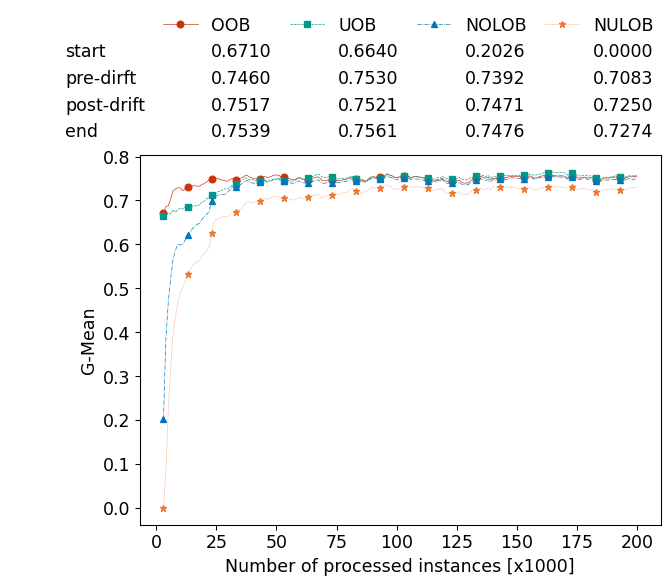 OOB UOB NOLOB NULOB
start 0.6710 0.6640 0.2026 0.0000
pre-dirft 0.7460 0.7530 0.7392 0.7083
post-drift 0.7517 0.7521 0.7471 0.7250
end 0.7539 0.7561 0.7476 0.7274
0.8
0.7
0.6
0.5
0.4
0.3
0.2
0.1
0.0
G-Mean
0 25 50 75 100 125 150 175 200
Number of processed instances [x1000]